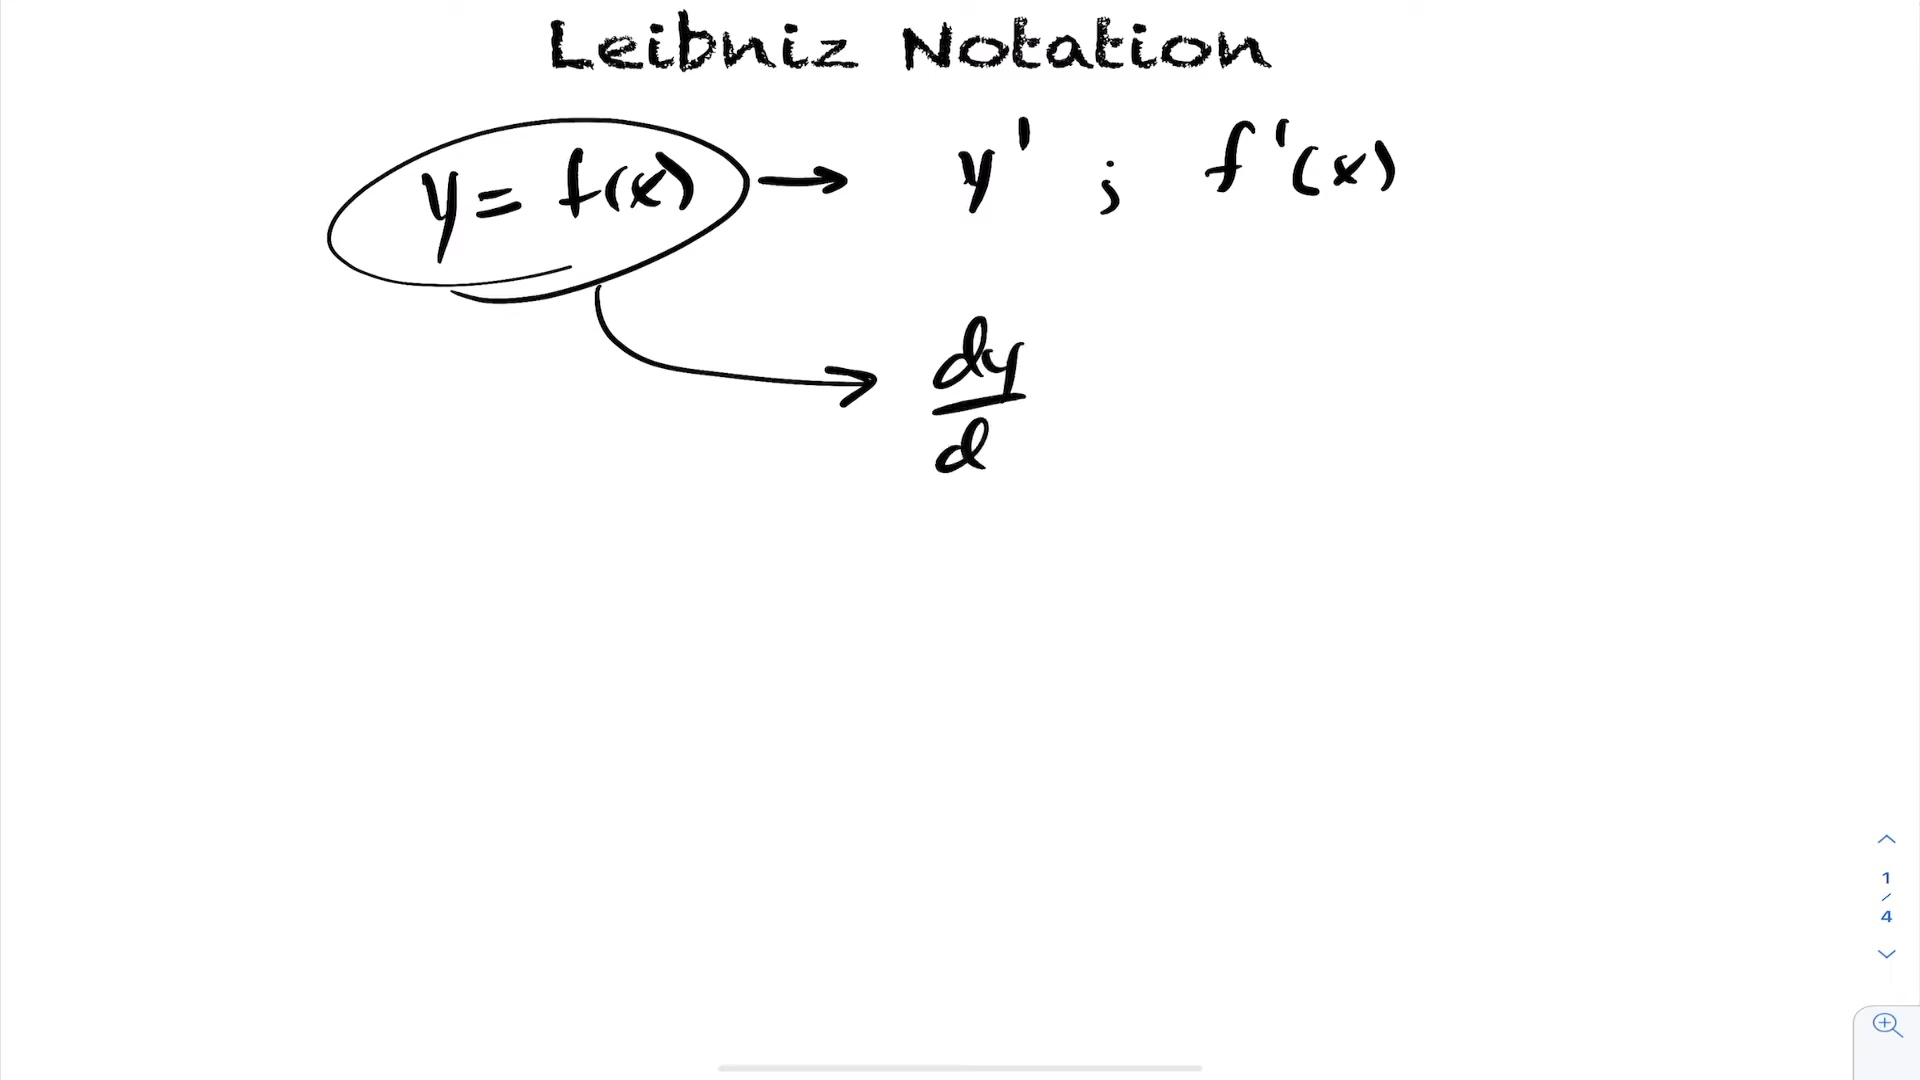 Leibniz Notation
y = f(x) → y' ; f'(x)
dy
d
1
/
4